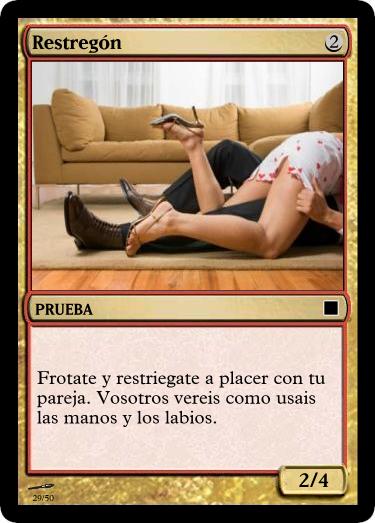 Restregón
2
PRUEBA
Frotate y restriegate a placer con tu
pareja. Vosotros vereis como usais
las manos y los labios.
2/4
29/50